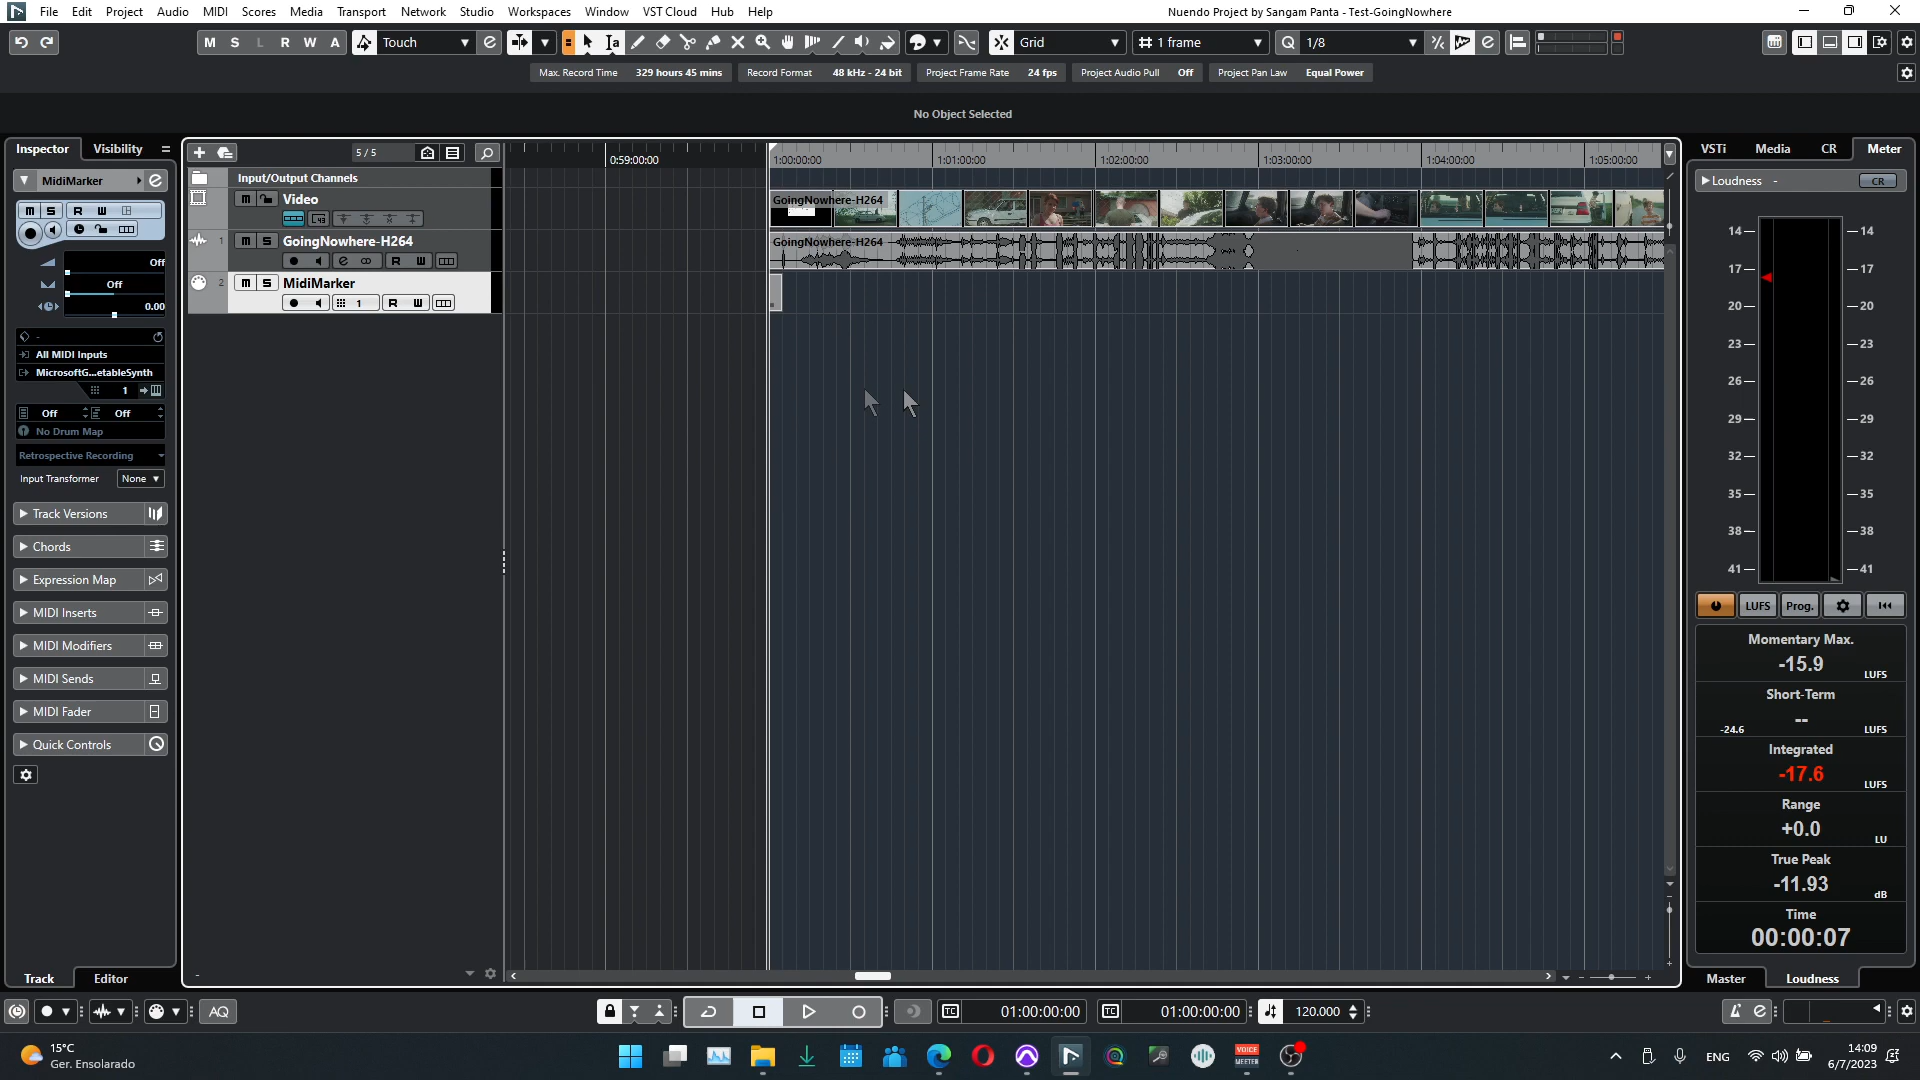 File Edit Project Audio MIDI Scores Media Transport Network Studio Workspaces Window VST Cloud Hub Help
Nuendo Project by Sangam Panta - Test-GoingNowhere
M S L R W A Touch Grid 1 frame Q 1/8
Max. Record Time 329 hours 45 mins Record Format 48 kHz - 24 bit Project Frame Rate 24 fps Project Audio Pull Off Project Pan Law Equal Power
No Object Selected
Inspector Visibility
5 / 5
0:59:00:00 1:00:00:00 1:01:00:00 1:02:00:00 1:03:00:00 1:04:00:00 1:05:00:00
VSTi Media CR Meter
MidiMarker
Input/Output Channels
Loudness - CR
Video
GoingNowhere-H264
1 m S GoingNowhere-H264
GoingNowhere-H264
R W
2 m S MidiMarker
1 R W
m S R W
Off
Off
0.00
All MIDI Inputs
MicrosoftG...etableSynth
1
Off Off
No Drum Map
Retrospective Recording
Input Transformer None
Track Versions
Chords
Expression Map
MIDI Inserts
MIDI Modifiers
MIDI Sends
MIDI Fader
Quick Controls
Track Editor
14 14
17 17
20 20
23 23
26 26
29 29
32 32
35 35
38 38
41 41
LUFS Prog.
Momentary Max.
-15.9
LUFS
Short-Term
--
-24.6 LUFS
Integrated
-17.6
LUFS
Range
+0.0
LU
True Peak
-11.93
dB
Time
00:00:07
Master Loudness
AQ
TC 01:00:00:00 TC 01:00:00:00 120.000
15°C
Ger. Ensolarado
VOICE
MEETER
ENG
14:09
6/7/2023